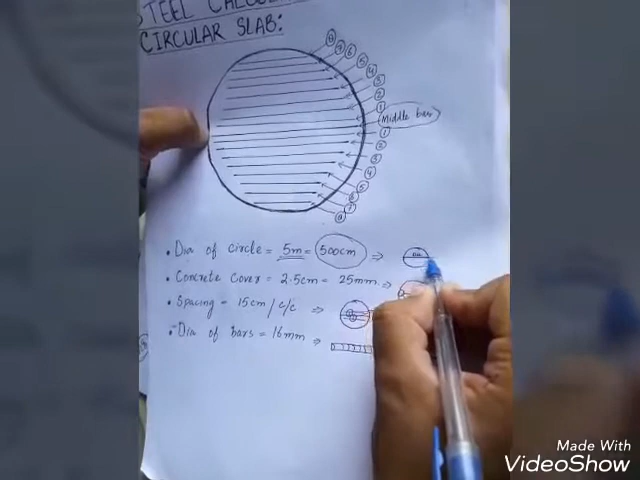 STEEL CALCUL
CIRCULAR SLAB:
Middle bar
• Dia of circle = 5m = 500cm ⇒
• Concrete cover = 2.5cm = 25mm ⇒
• Spacing = 15cm / c/c ⇒
• Dia of bars = 16mm ⇒
Made With
VideoShow